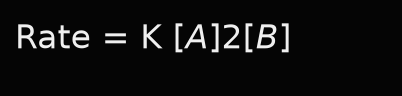 Rate = K [A]2[B]